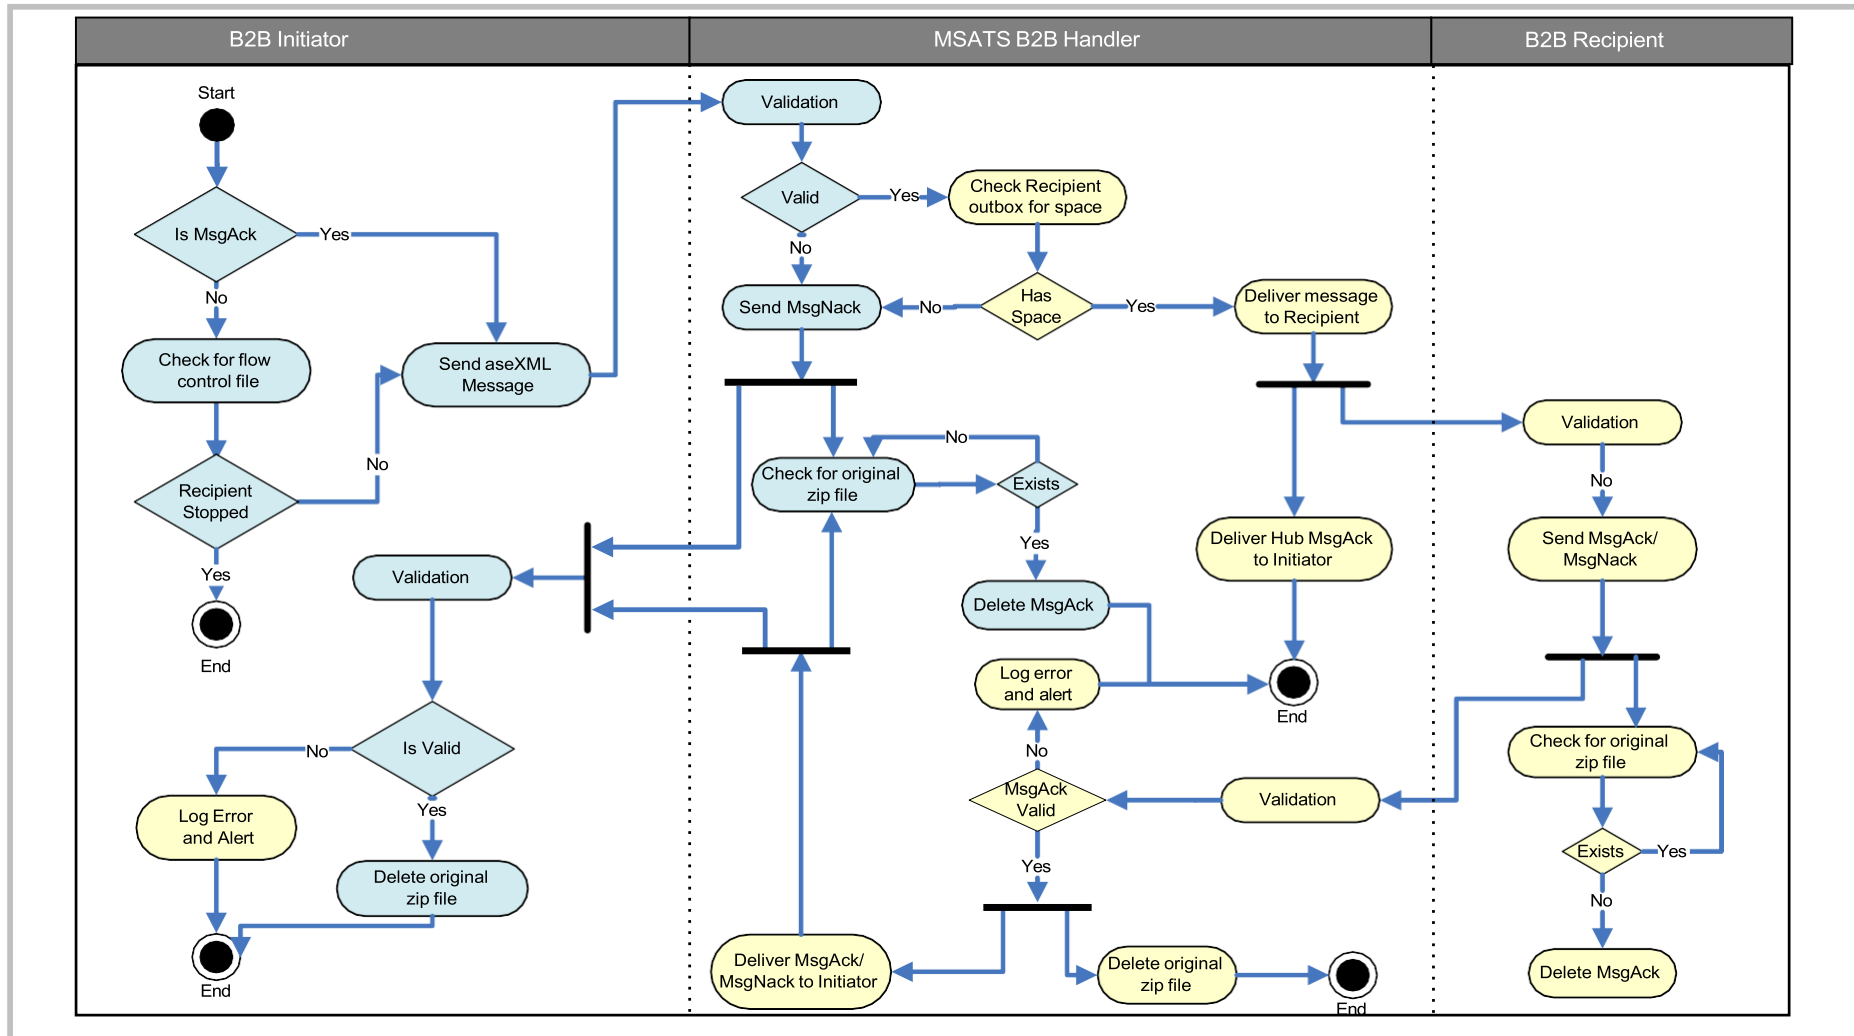 B2B Initiator
MSATS B2B Handler
B2B Recipient
Start
Is MsgAck
Yes
No
Check for flow
control file
Recipient
Stopped
No
Yes
End
Send aseXML
Message
Validation
Is Valid
No
Yes
Log Error
and Alert
Delete original
zip file
End
Validation
Valid
Yes
No
Check Recipient
outbox for space
Has
Space
No
Yes
Send MsgNack
Deliver message
to Recipient
Check for original
zip file
No
Exists
Yes
Delete MsgAck
Deliver Hub MsgAck
to Initiator
Log error
and alert
End
No
MsgAck
Valid
Validation
Yes
Deliver MsgAck/
MsgNack to Initiator
Delete original
zip file
End
Validation
No
Send MsgAck/
MsgNack
Check for original
zip file
Exists
Yes
No
Delete MsgAck